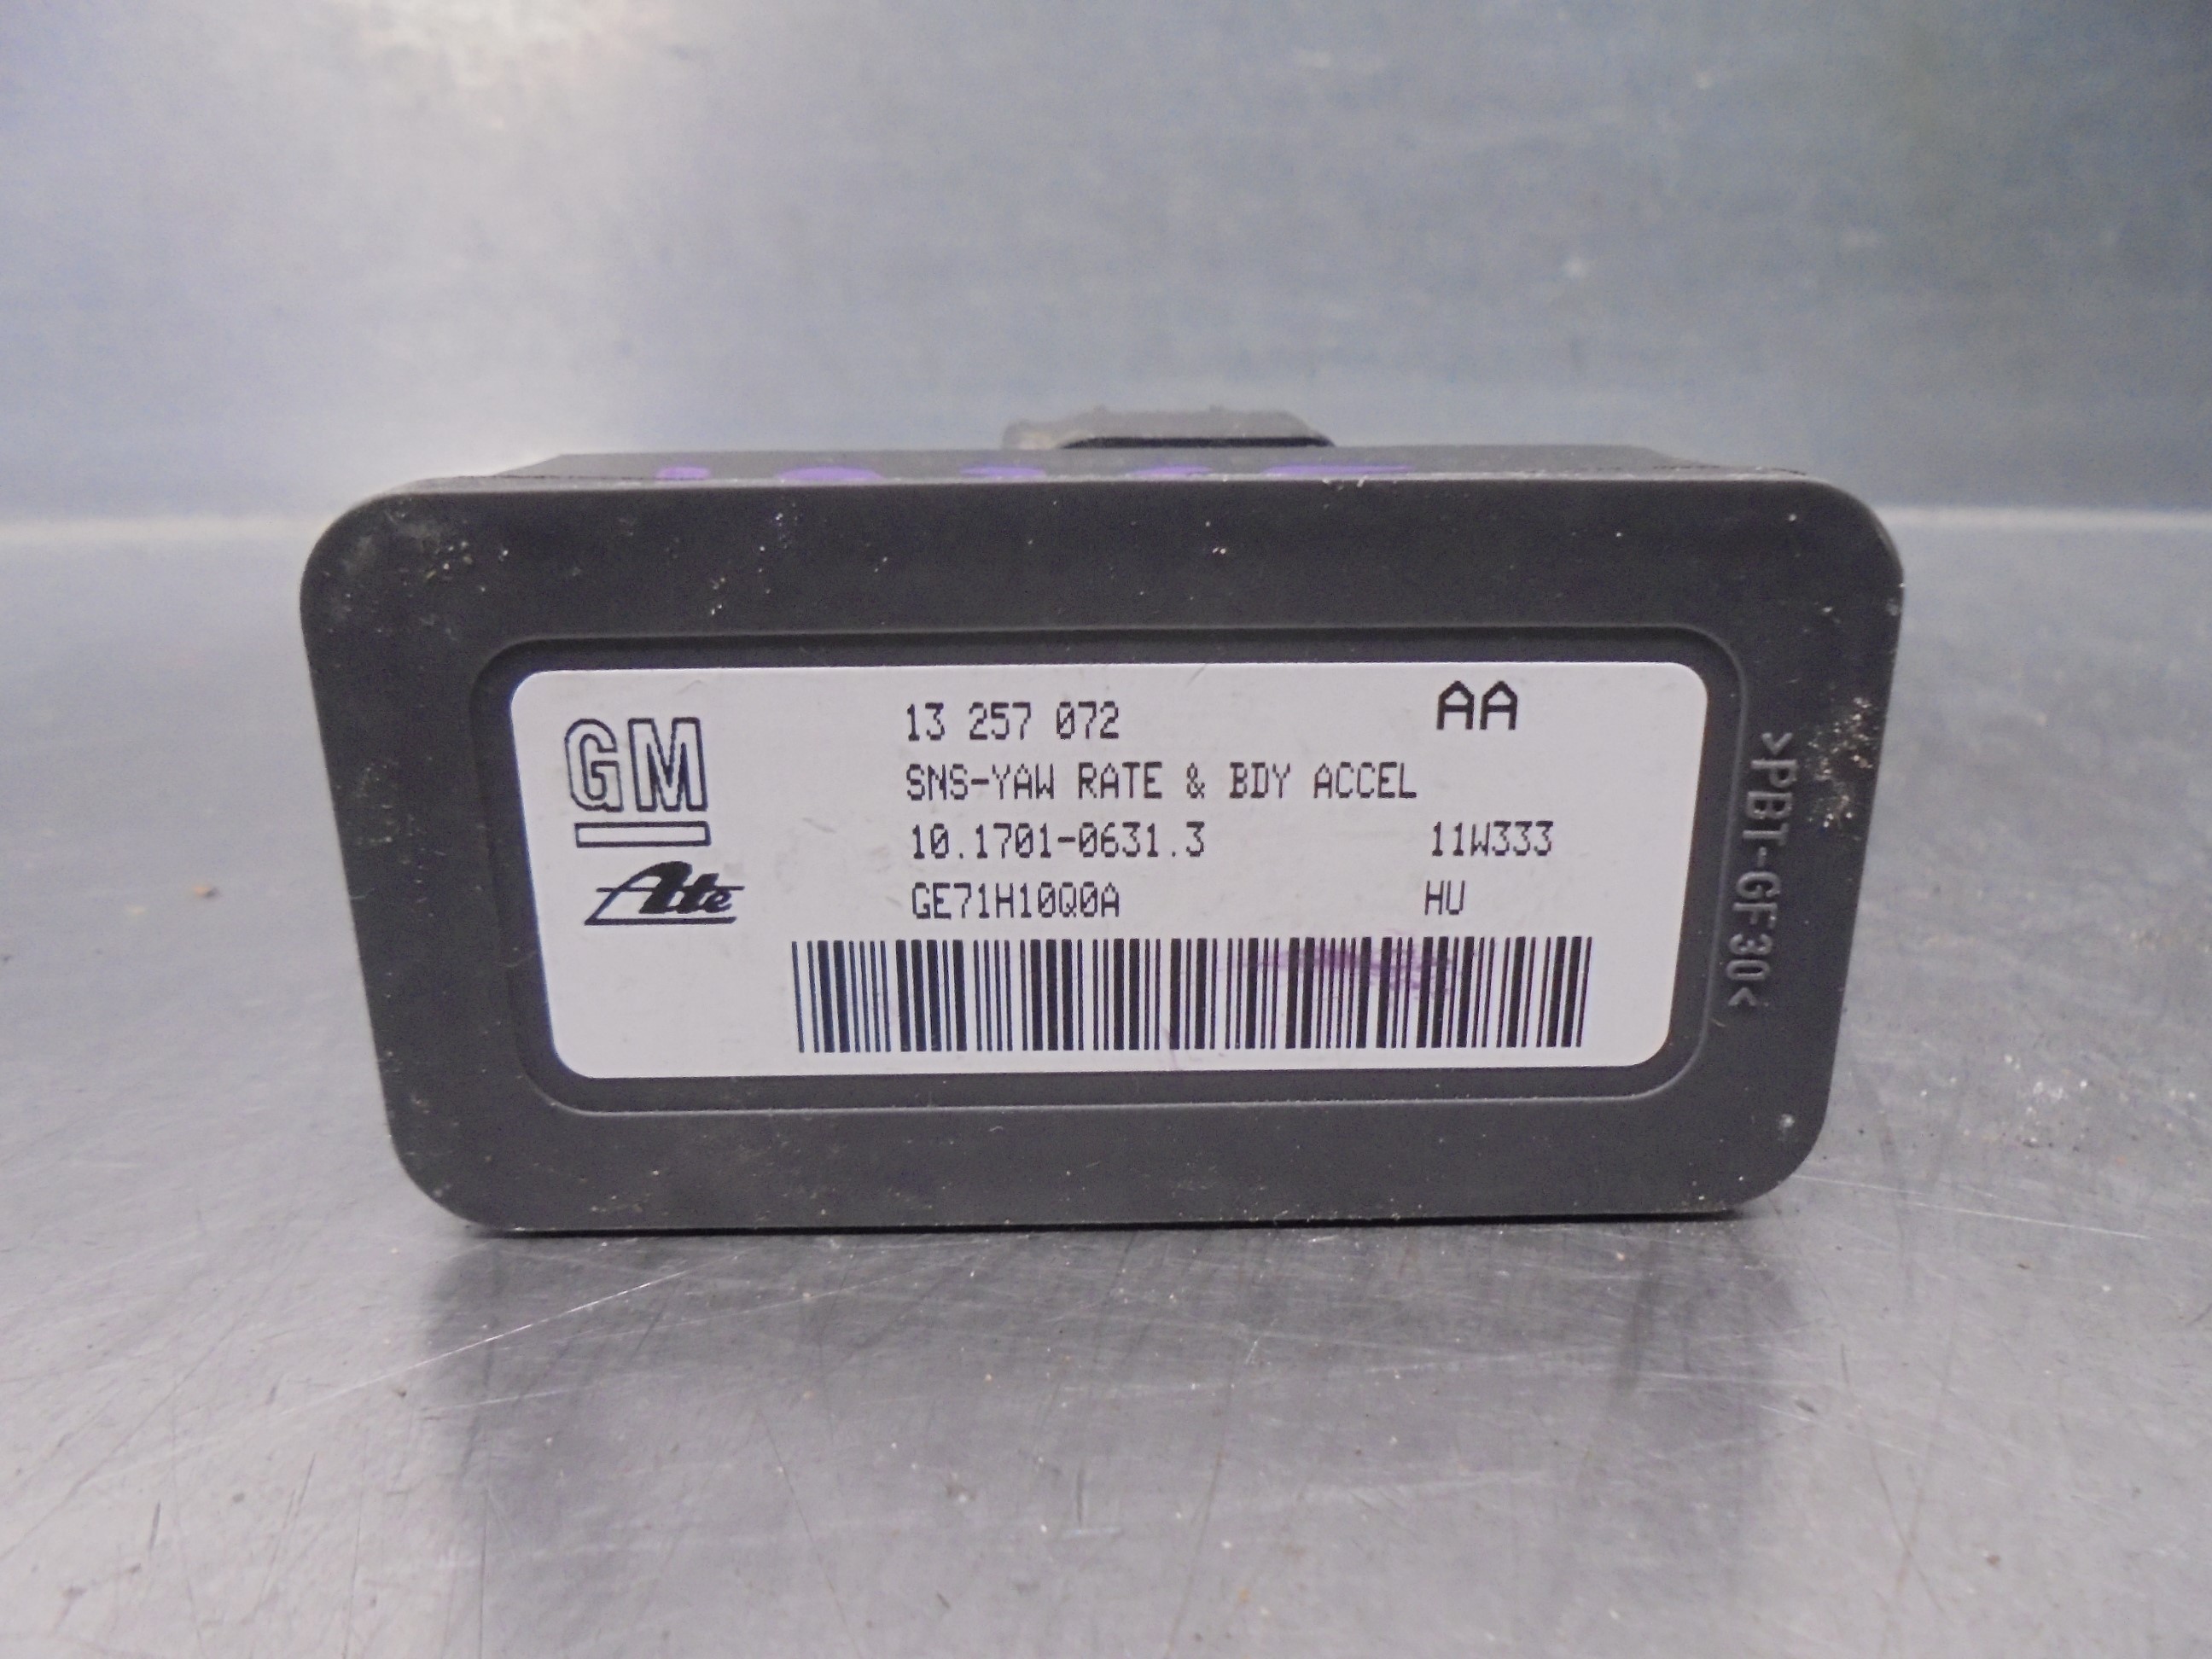 GM
Ate
13 257 072 AA
SNS-YAW RATE & BDY ACCEL
10.1701-0631.3 11W333
GE71H10Q0A HU
>PBT-GF30<